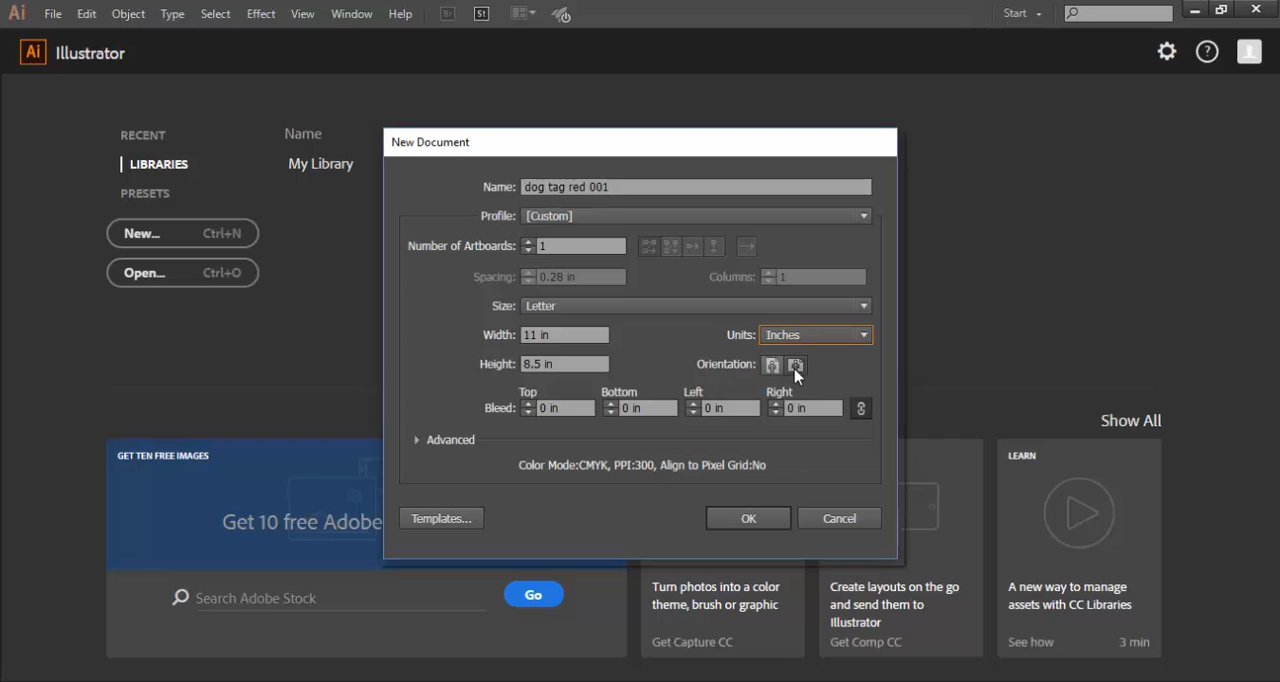 Ai File Edit Object Type Select Effect View Window Help Br St Start
Ai Illustrator
RECENT
LIBRARIES
PRESETS
New... Ctrl+N
Open... Ctrl+O
Name
My Library
New Document
Name: dog tag red 001
Profile: [Custom]
Number of Artboards: 1
Spacing: 0.28 in Columns: 1
Size: Letter
Width: 11 in Units: Inches
Height: 8.5 in Orientation:
Top Bottom Left Right
Bleed: 0 in 0 in 0 in 0 in
Advanced
Color Mode:CMYK, PPI:300, Align to Pixel Grid:No
Templates... OK Cancel
Show All
GET TEN FREE IMAGES
Get 10 free Adobe
Search Adobe Stock Go
Turn photos into a color
theme, brush or graphic
Get Capture CC
Create layouts on the go
and send them to
Illustrator
Get Comp CC
LEARN
A new way to manage
assets with CC Libraries
See how 3 min